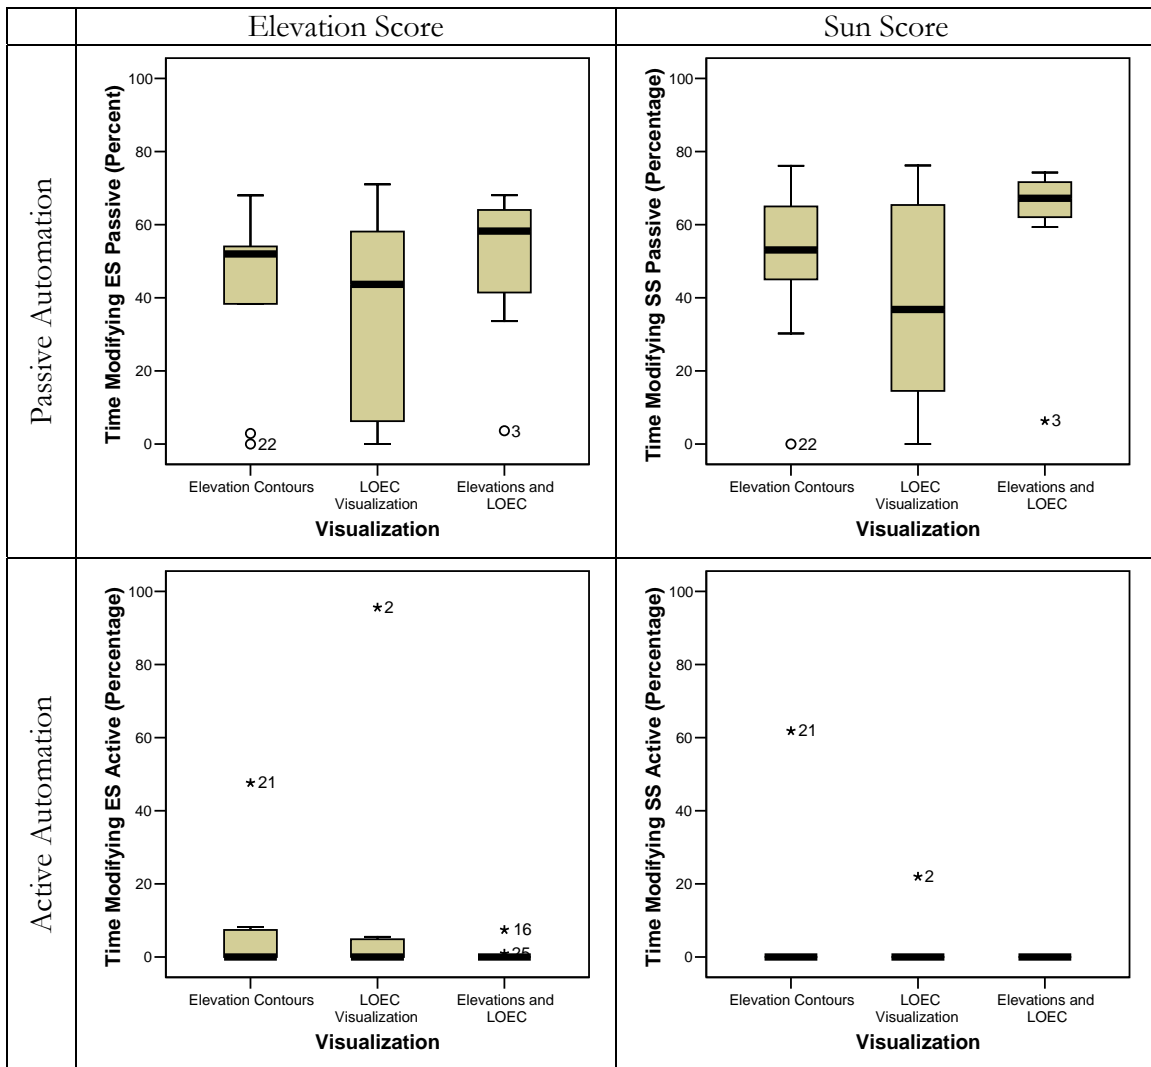 Elevation Score
Sun Score
Passive Automation
Time Modifying ES Passive (Percent)
100
80
60
40
20
0
22
3
Elevation Contours
LOEC
Visualization
Elevations and
LOEC
Visualization
Time Modifying SS Passive (Percentage)
100
80
60
40
20
0
22
3
Elevation Contours
LOEC
Visualization
Elevations and
LOEC
Visualization
Active Automation
Time Modifying ES Active (Percentage)
100
80
60
40
20
0
21
2
16
25
Elevation Contours
LOEC
Visualization
Elevations and
LOEC
Visualization
Time Modifying SS Active (Percentage)
100
80
60
40
20
0
21
2
Elevation Contours
LOEC
Visualization
Elevations and
LOEC
Visualization